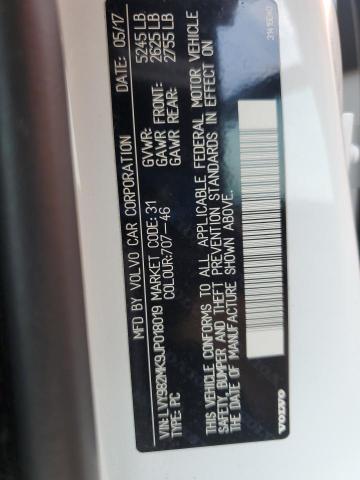 MFD BY VOLVO CAR CORPORATION DATE: 05/17
GVWR: 5245 LB
GAWR FRONT: 2625 LB
GAWR REAR: 2755 LB
VIN: LVY982MK9JP018019 MARKET CODE: 31
TYPE: PC COLOUR: 707-46
THIS VEHICLE CONFORMS TO ALL APPLICABLE FEDERAL MOTOR VEHICLE
SAFETY, BUMPER AND THEFT PREVENTION STANDARDS IN EFFECT ON
THE DATE OF MANUFACTURE SHOWN ABOVE.
VOLVO